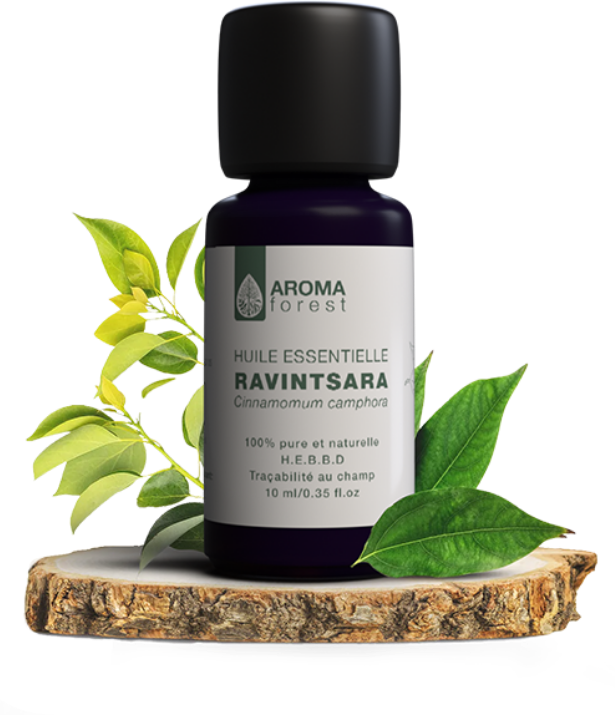 AROMA
forest
HUILE ESSENTIELLE
RAVINTSARA
Cinnamomum camphora
100% pure et naturelle
H.E.B.B.D
Traçabilité au champ
10 ml/0.35 fl.oz